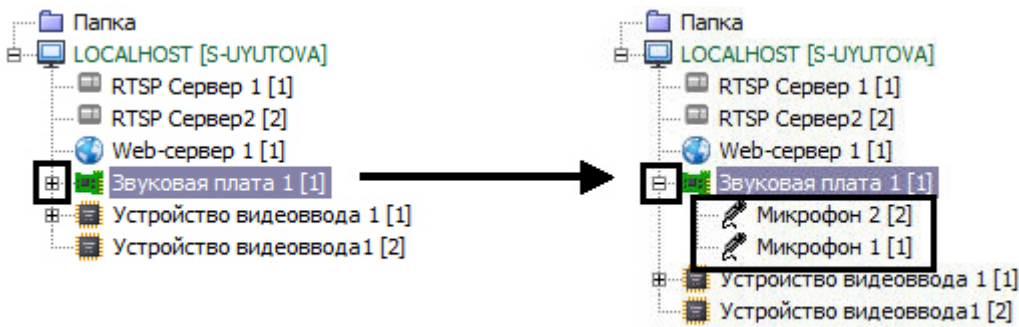 Папка
LOCALHOST [S-UYUTOVA]
RTSP Сервер 1 [1]
RTSP Сервер2 [2]
Web-сервер 1 [1]
Звуковая плата 1 [1]
Устройство видеоввода 1 [1]
Устройство видеоввода1 [2]
Папка
LOCALHOST [S-UYUTOVA]
RTSP Сервер 1 [1]
RTSP Сервер2 [2]
Web-сервер 1 [1]
Звуковая плата 1 [1]
Микрофон 2 [2]
Микрофон 1 [1]
Устройство видеоввода 1 [1]
Устройство видеоввода1 [2]